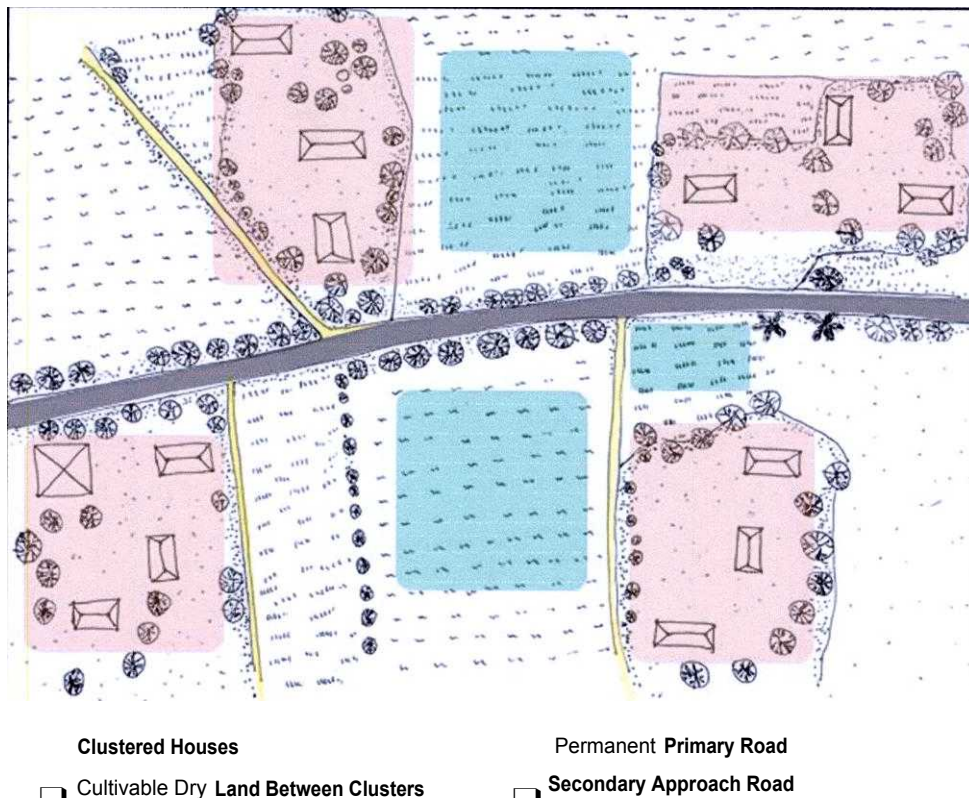 Clustered Houses
Permanent Primary Road
Cultivable Dry Land Between Clusters
Secondary Approach Road